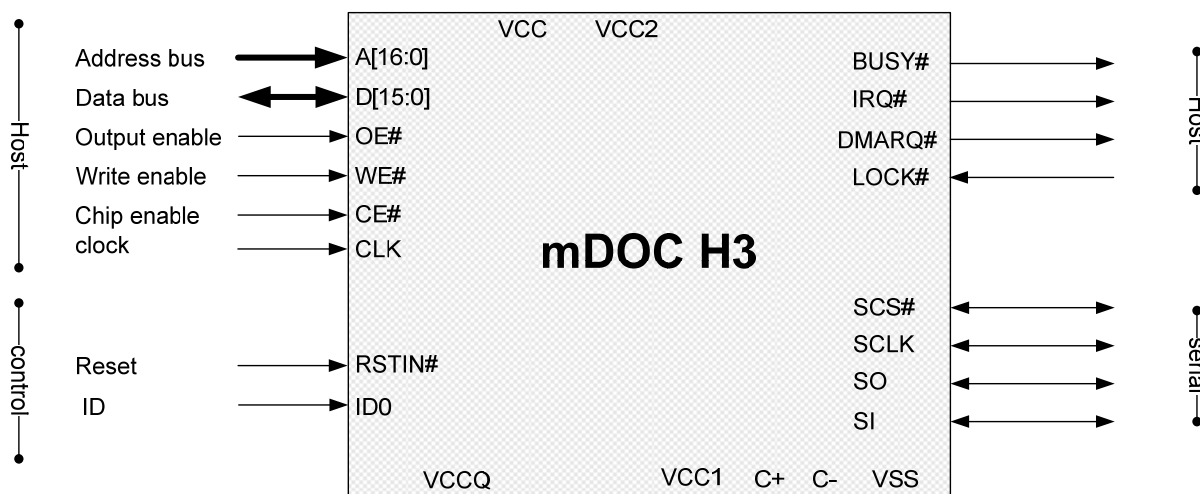 VCC VCC2
Address bus A[16:0] BUSY#
Data bus D[15:0] IRQ#
Output enable OE# DMARQ#
Write enable WE# LOCK#
Chip enable CE#
clock CLK
Host
Host
mDOC H3
SCS#
SCLK
Reset RSTIN# SO
ID ID0 SI
control
serial
VCCQ VCC1 C+ C- VSS